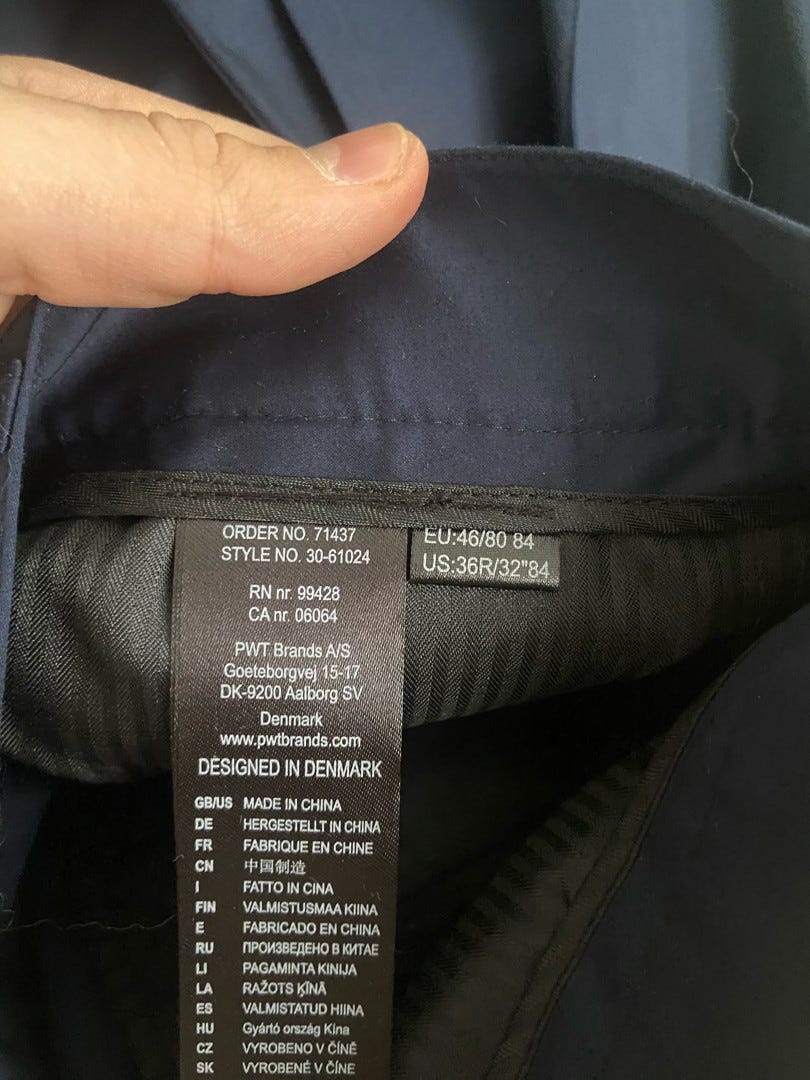 ORDER NO. 71437
STYLE NO. 30-61024
RN nr. 99428
CA nr. 06064
PWT Brands A/S
Goeteborgvej 15-17
DK-9200 Aalborg SV
Denmark
www.pwtbrands.com
DESIGNED IN DENMARK
GB/US MADE IN CHINA
DE HERGESTELLT IN CHINA
FR FABRIQUE EN CHINE
CN 中国制造
I FATTO IN CINA
FIN VALMISTUSMAA KIINA
E FABRICADO EN CHINA
RU ПРОИЗВЕДЕНО В КИТАЕ
LI PAGAMINTA KINIJA
LA RAŽOTS ĶĪNĀ
ES VALMISTATUD HIINA
HU Gyártó ország Kína
CZ VYROBENO V ČÍNĚ
SK VYROBENÉ V ČÍNE
EU:46/80 84
US:36R/32"84